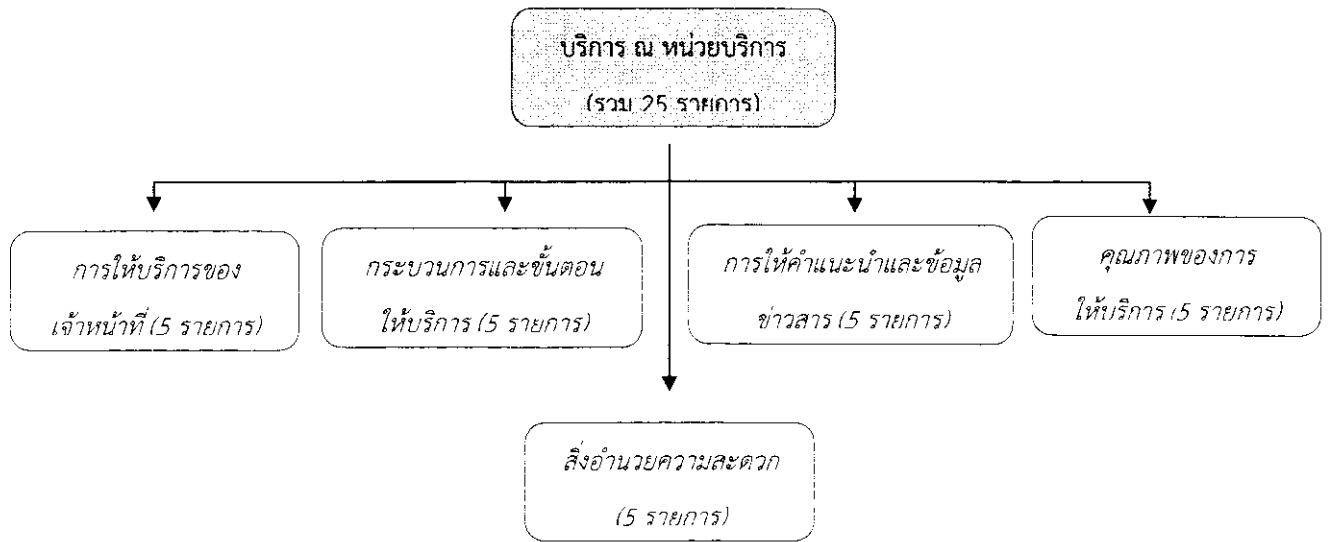 บริการ ณ หน่วยบริการ
(รวม 25 รายการ)
การให้บริการของ
เจ้าหน้าที่ (5 รายการ)
กระบวนการและขั้นตอน
ให้บริการ (5 รายการ)
การให้คำแนะนำและข้อมูล
ข่าวสาร (5 รายการ)
คุณภาพของการ
ให้บริการ (5 รายการ)
สิ่งอำนวยความสะดวก
(5 รายการ)